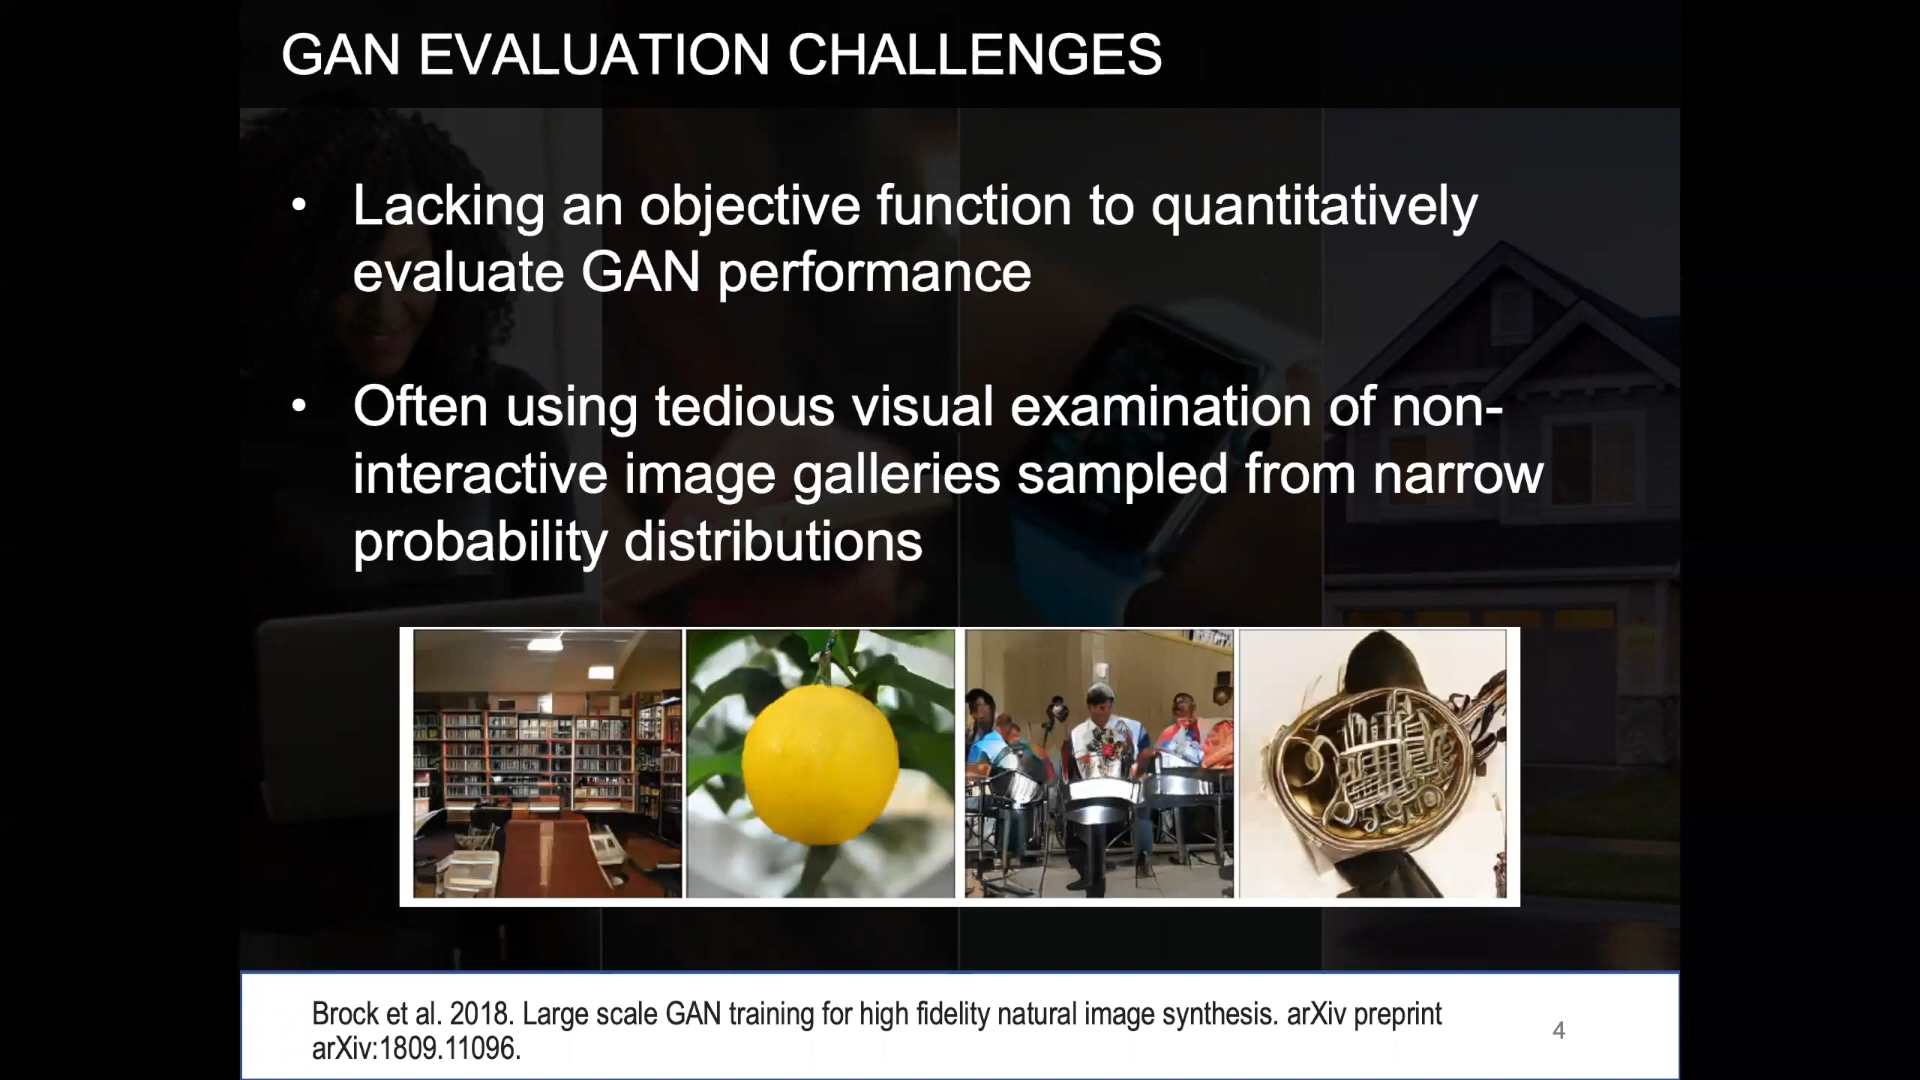 GAN EVALUATION CHALLENGES
• Lacking an objective function to quantitatively
evaluate GAN performance
• Often using tedious visual examination of non-
interactive image galleries sampled from narrow
probability distributions
Brock et al. 2018. Large scale GAN training for high fidelity natural image synthesis. arXiv preprint
arXiv:1809.11096.
4